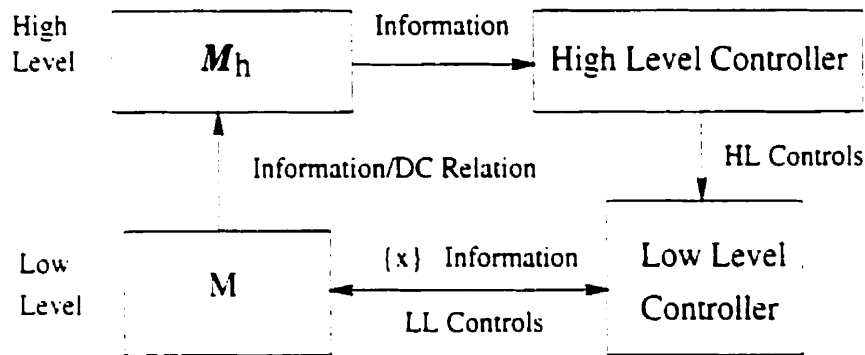 High
Level
Information
Mh
High Level Controller
HL Controls
Information/DC Relation
Low
Level
M
{x} Information
LL Controls
Low Level
Controller